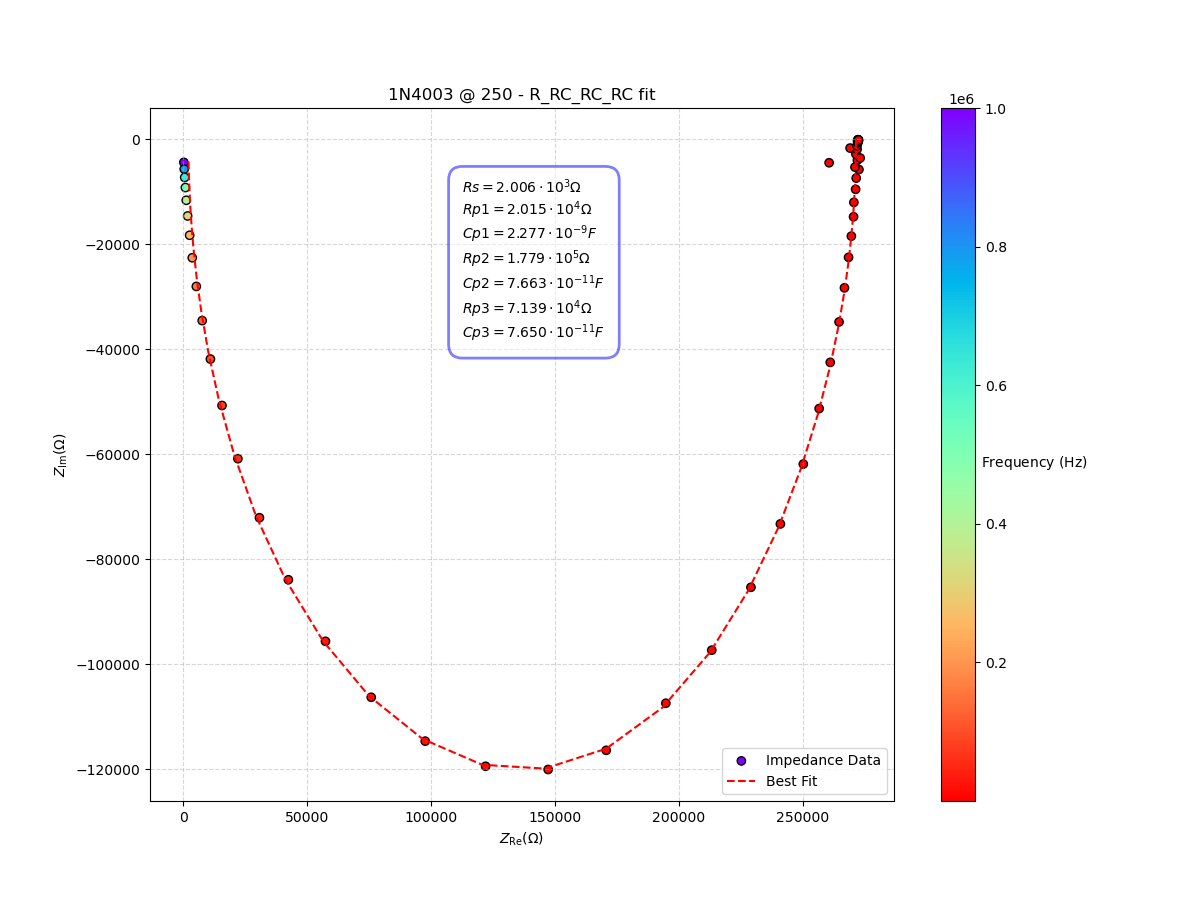 1N4003 @ 250 - R_RC_RC_RC fit
1e6
1.0
0.8
0.6
Frequency (Hz)
0.4
0.2
Z_Im(Ω)
0
−20000
−40000
−60000
−80000
−100000
−120000
Rs = 2.006 · 10³Ω
Rp1 = 2.015 · 10⁴Ω
Cp1 = 2.277 · 10⁻⁹F
Rp2 = 1.779 · 10⁵Ω
Cp2 = 7.663 · 10⁻¹¹F
Rp3 = 7.139 · 10⁴Ω
Cp3 = 7.650 · 10⁻¹¹F
Impedance Data
Best Fit
0 50000 100000 150000 200000 250000
Z_Re(Ω)